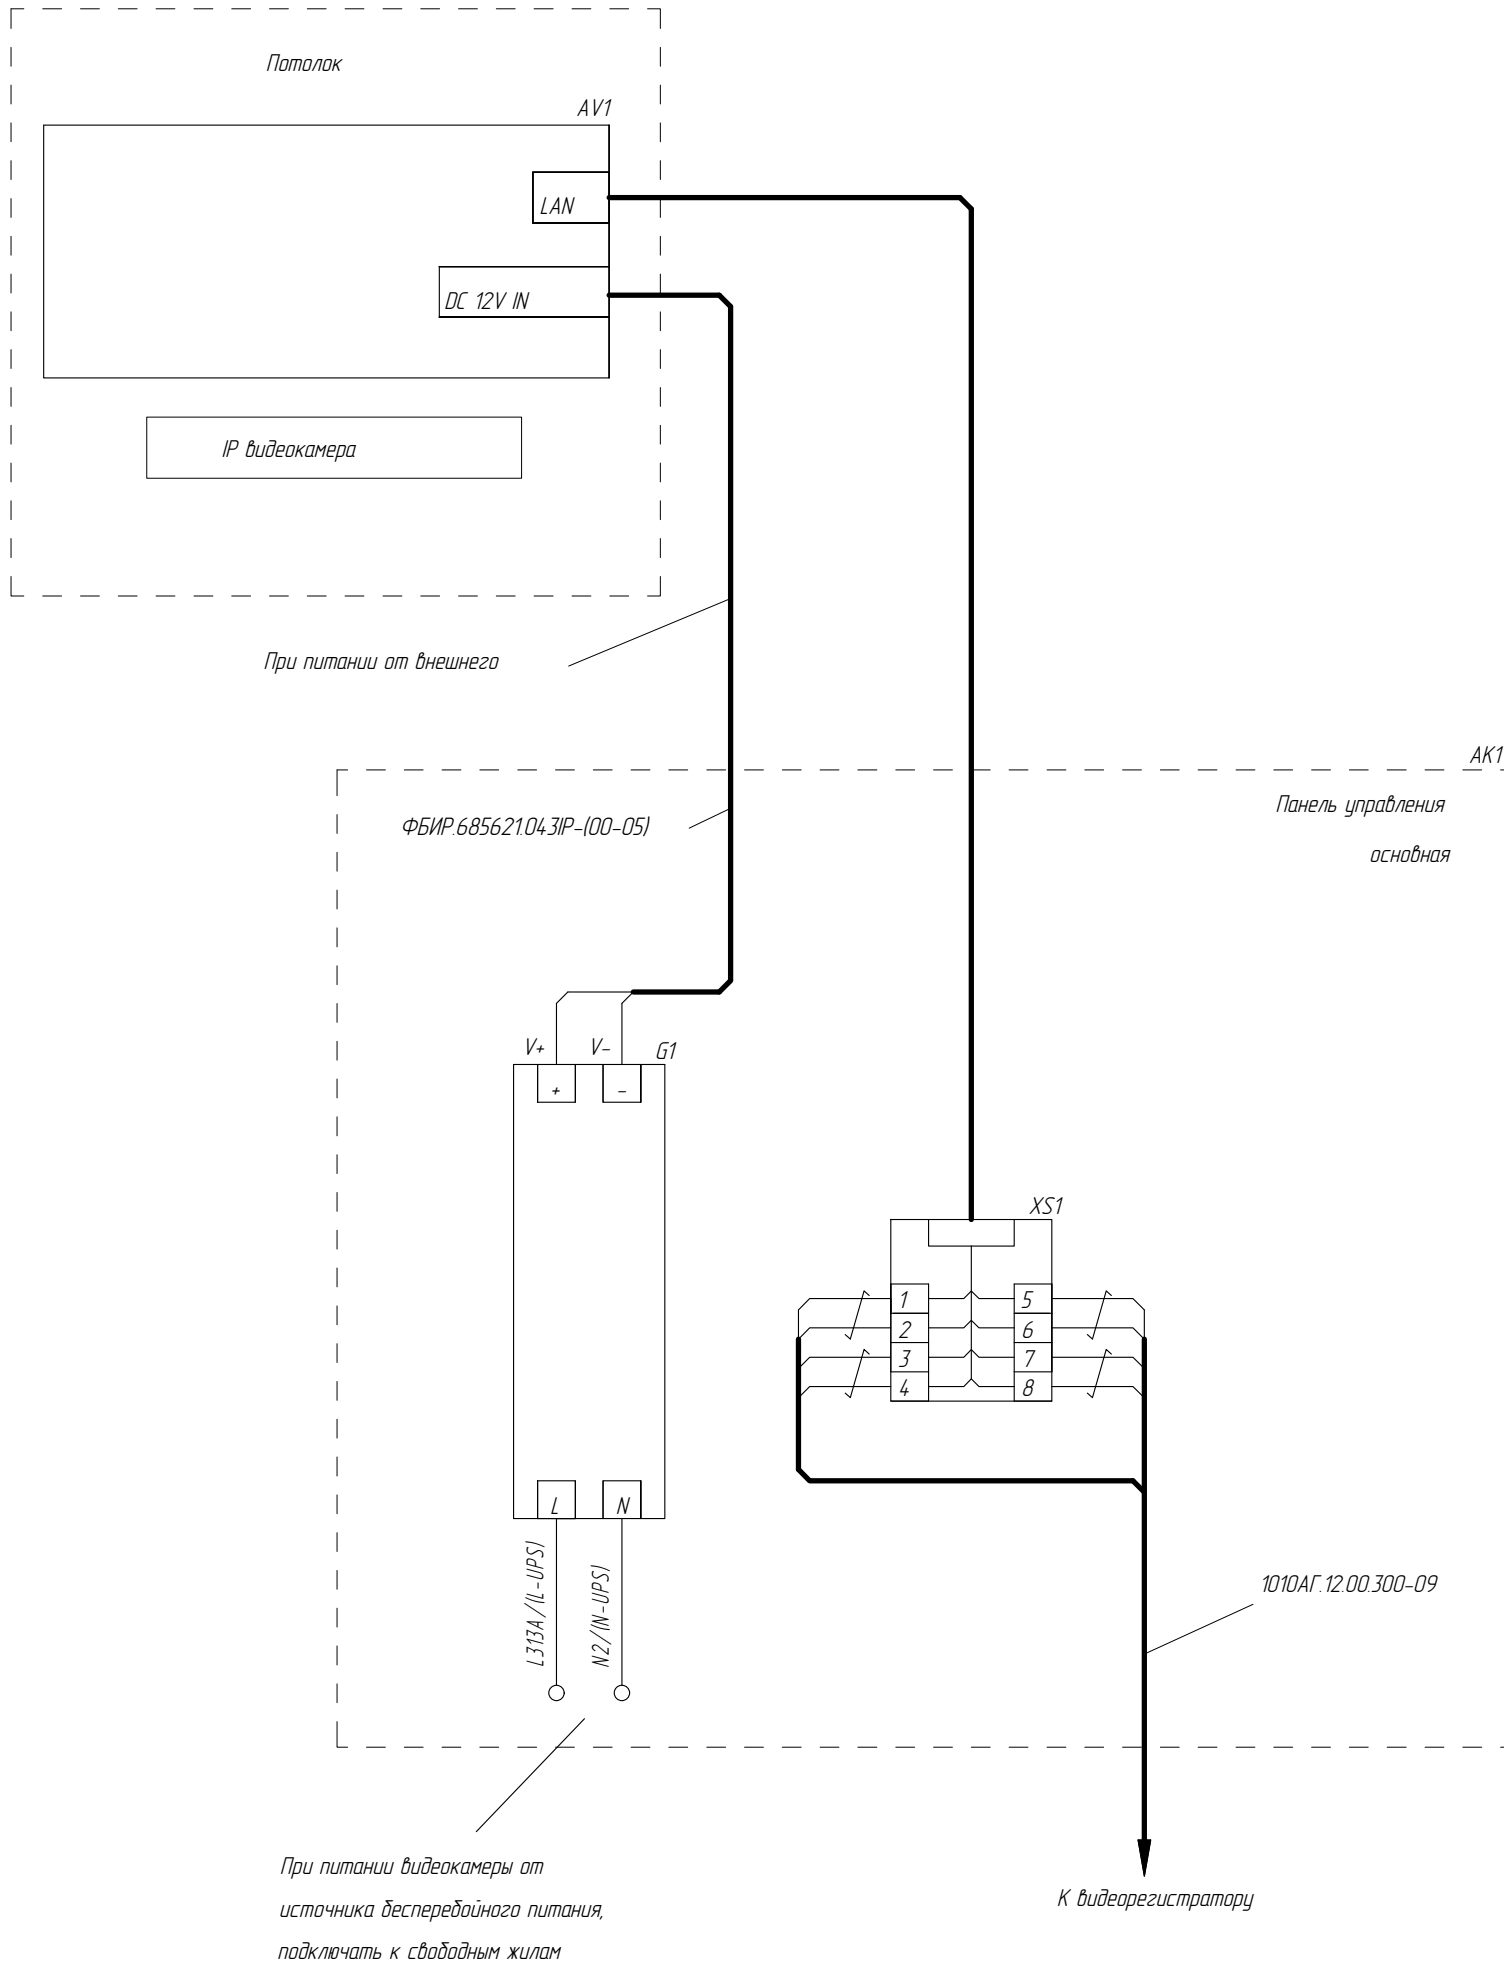 Потолок
AV1
LAN
DC 12V IN
IP видеокамера
При питании от внешнего
AK1
Панель управления
основная
ФБИР.685621.043IP-(00-05)
V+
V-
G1
+
-
XS1
1
5
2
6
3
7
4
8
L
N
L313A/(L-UPS)
N2/(N-UPS)
1010АГ.12.00.300-09
При питании видеокамеры от
источника бесперебойного питания,
подключать к свободным жилам
К видеорегистратору